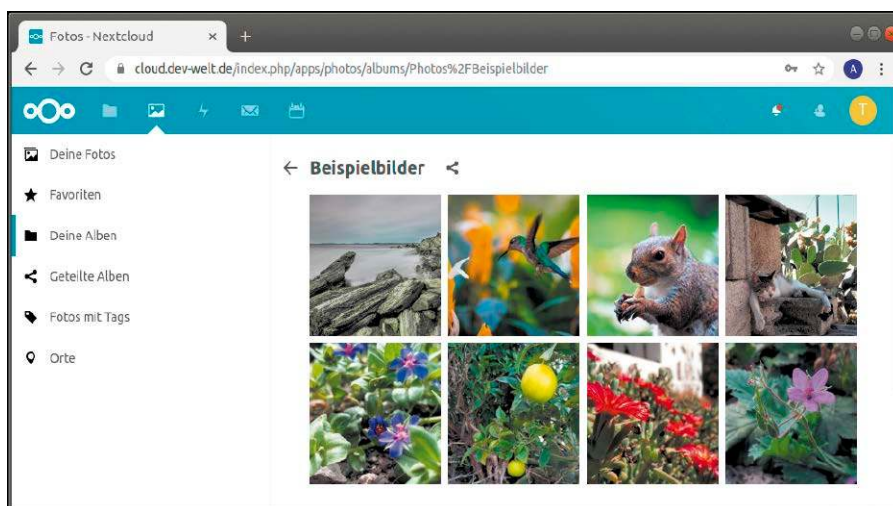 Fotos - Nextcloud
cloud.dev-welt.de/index.php/apps/photos/albums/Photos%2FBeispielbilder
A
T
Deine Fotos
Beispielbilder
Favoriten
Deine Alben
Geteilte Alben
Fotos mit Tags
Orte